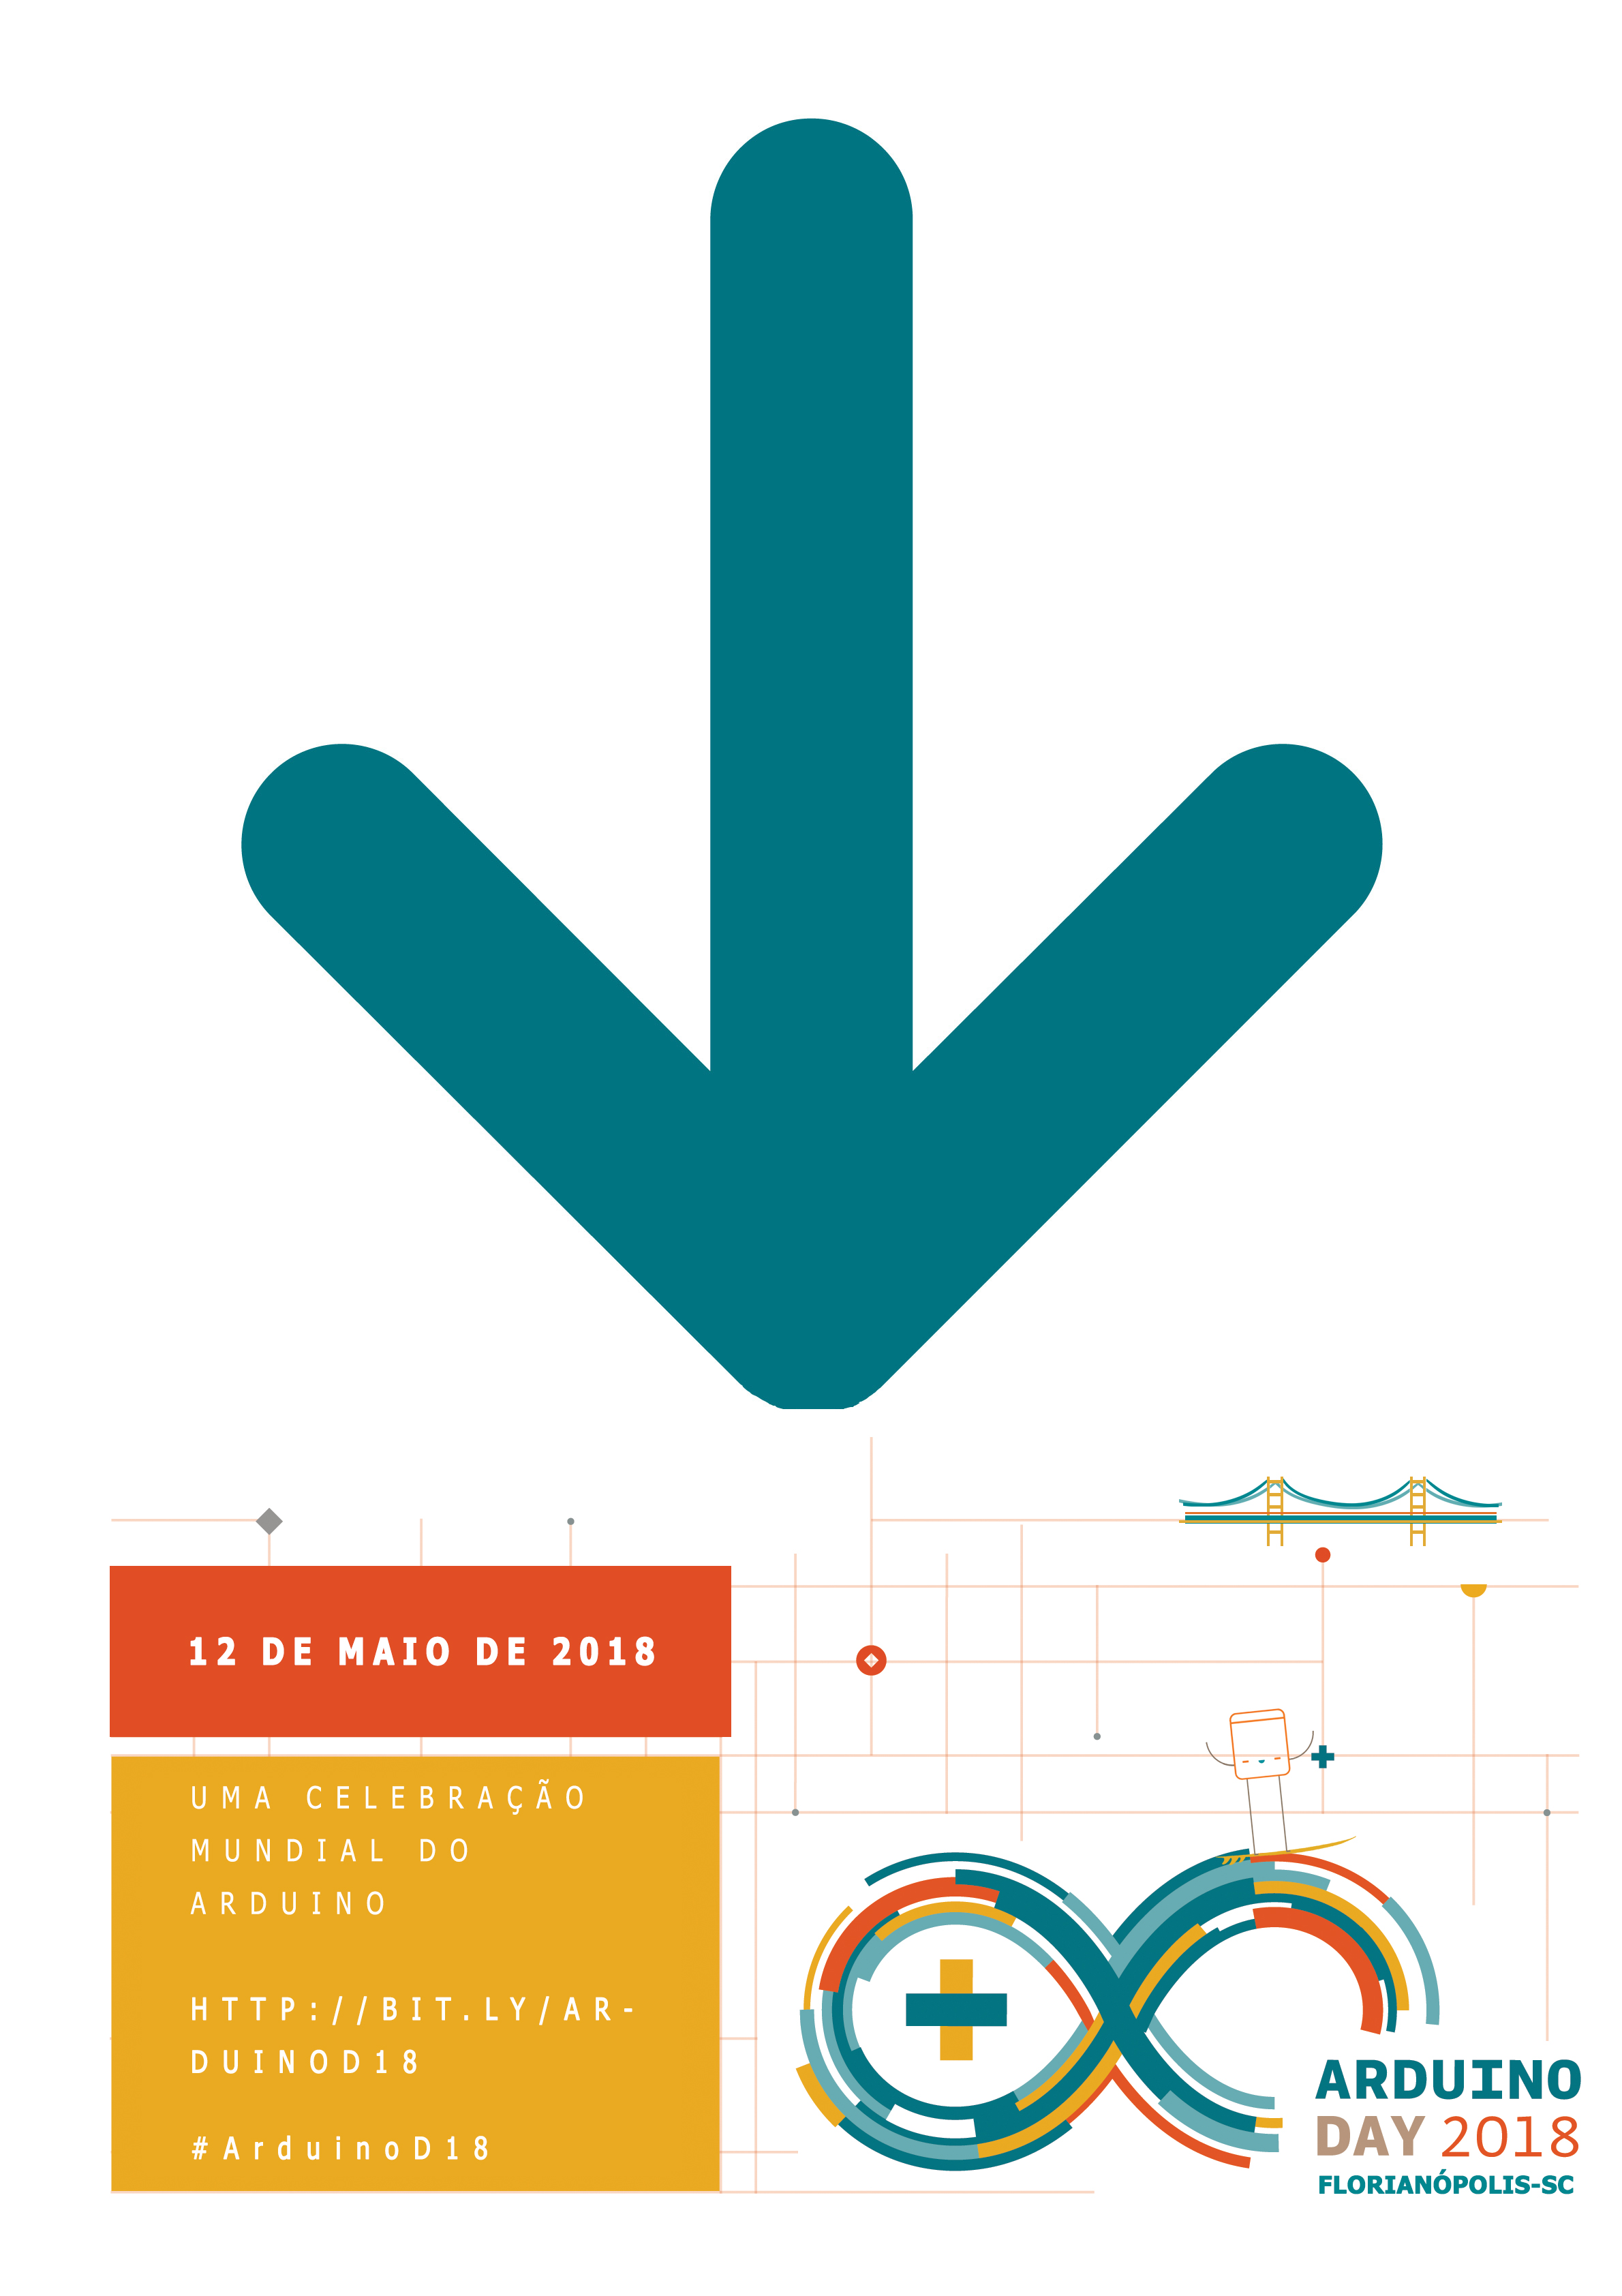 12 DE MAIO DE 2018
UMA CELEBRAÇÃO
MUNDIAL DO
ARDUINO
HTTP://BIT.LY/AR-
DUINOD18
#ArduinoD18
ARDUINO
DAY 2018
FLORIANÓPOLIS-SC